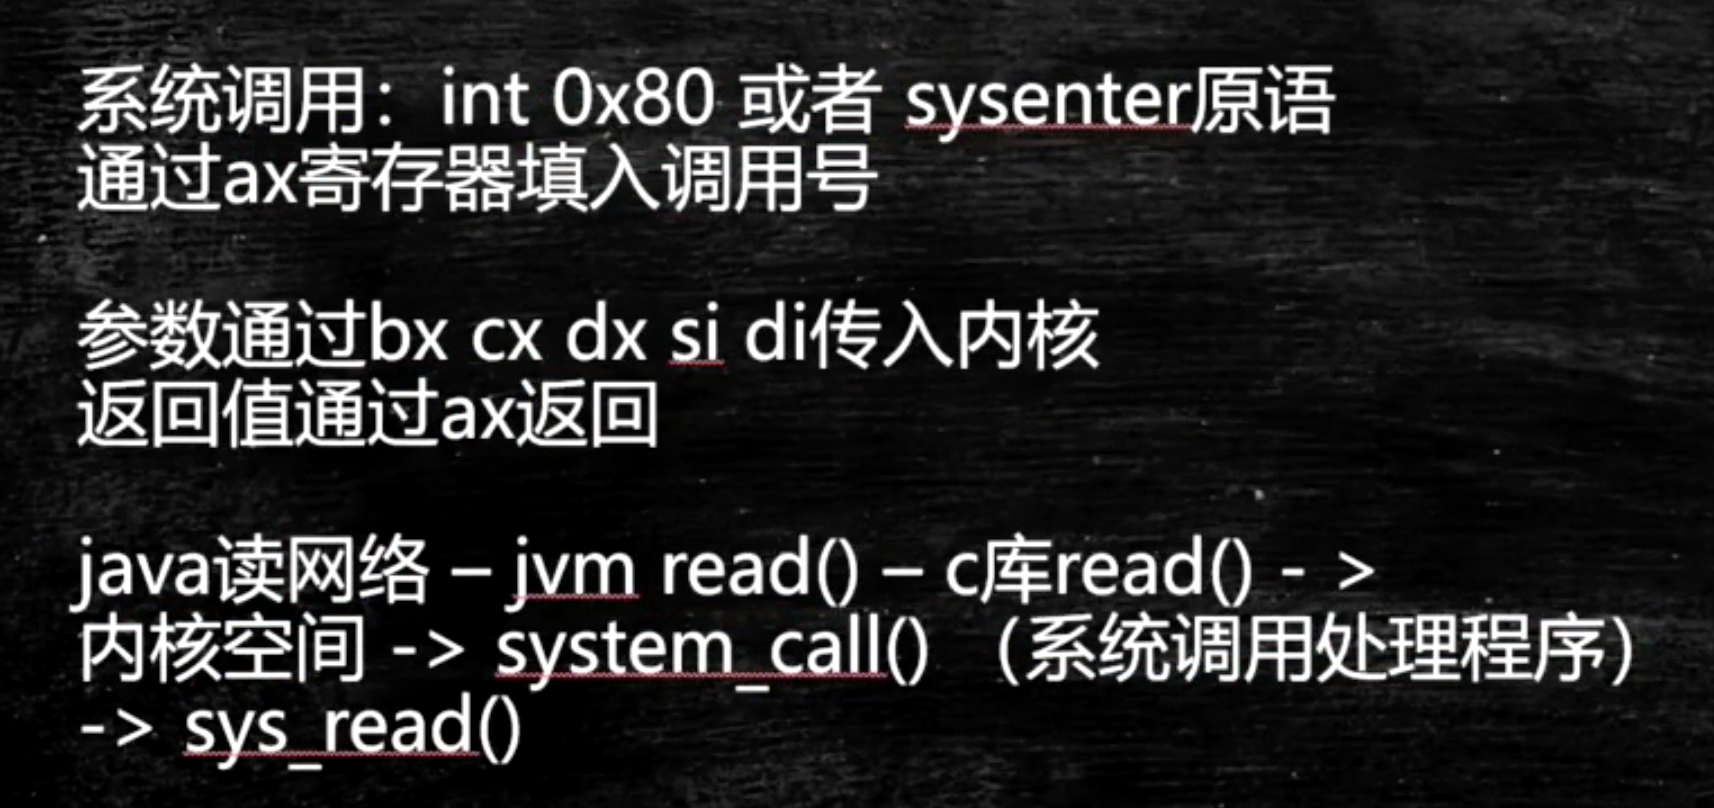 系统调用：int 0x80 或者 sysenter原语
通过ax寄存器填入调用号
参数通过bx cx dx si di传入内核
返回值通过ax返回
java读网络 – jvm read() – c库read() - >
内核空间 -> system_call() （系统调用处理程序）
-> sys_read()